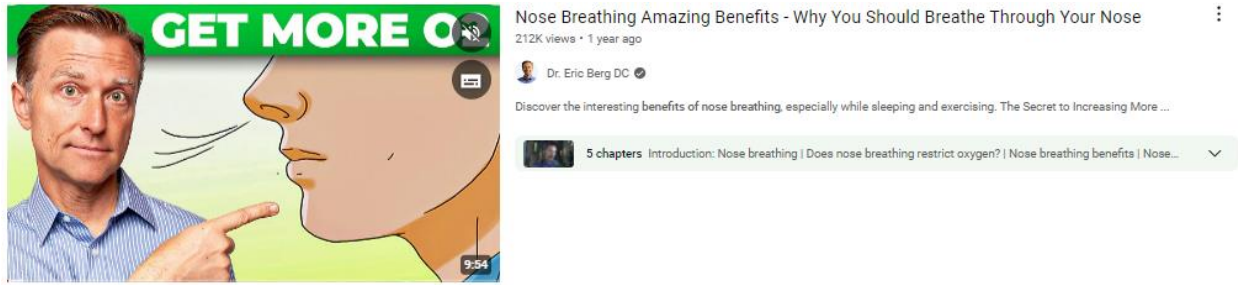 GET MORE O2
9:54
Nose Breathing Amazing Benefits - Why You Should Breathe Through Your Nose
212K views • 1 year ago
Dr. Eric Berg DC
Discover the interesting benefits of nose breathing, especially while sleeping and exercising. The Secret to Increasing More ...
5 chapters Introduction: Nose breathing | Does nose breathing restrict oxygen? | Nose breathing benefits | Nose...